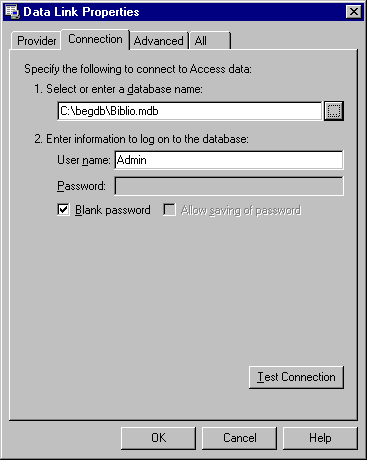 Data Link Properties
Provider Connection Advanced All
Specify the following to connect to Access data:
1. Select or enter a database name:
C:\begdb\Biblio.mdb ...
2. Enter information to log on to the database:
User name: Admin
Password:
Blank password Allow saving of password
Test Connection
OK Cancel Help